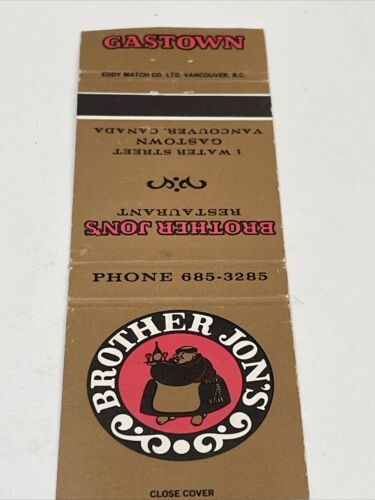 GASTOWN
EDDY MATCH CO. LTD. VANCOUVER, B.C.
BROTHER JON'S
RESTAURANT
1 WATER STREET
GASTOWN
VANCOUVER, CANADA
PHONE 685-3285
BROTHER JON'S
CLOSE COVER